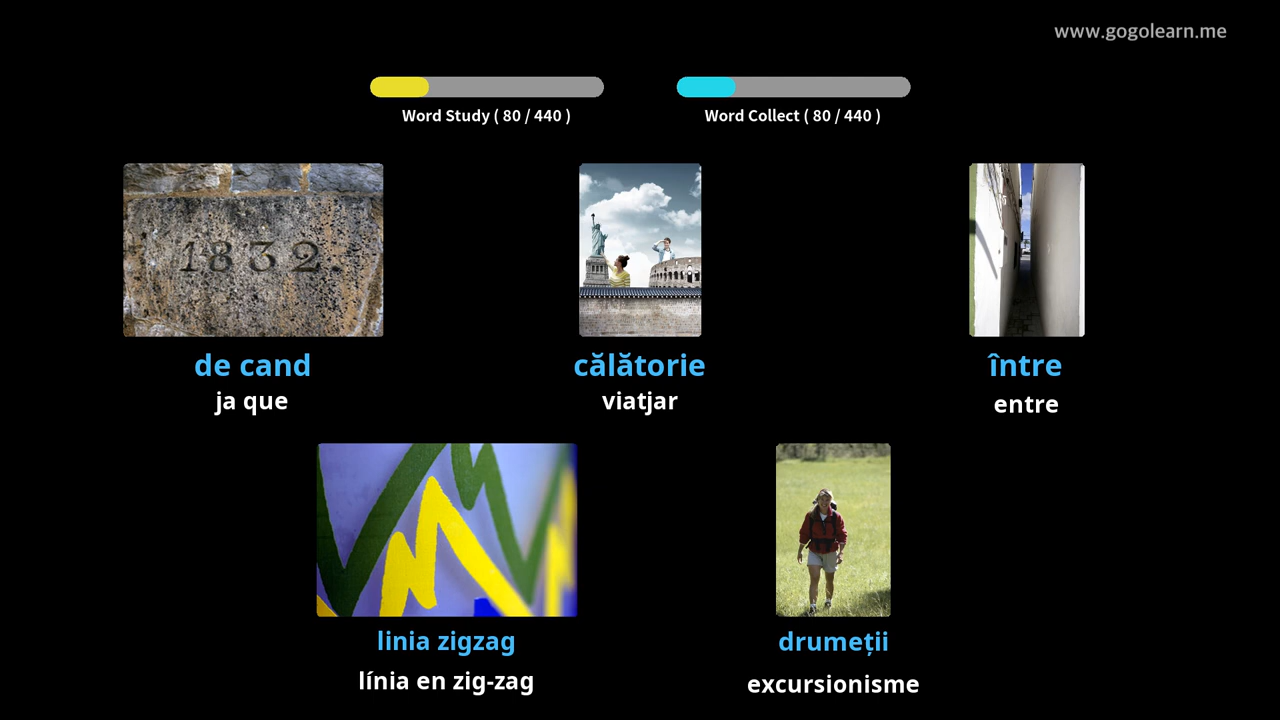 www.gogolearn.me
Word Study ( 80 / 440 )
Word Collect ( 80 / 440 )
1832.
de cand
ja que
călătorie
viatjar
între
entre
linia zigzag
línia en zig-zag
drumeții
excursionisme